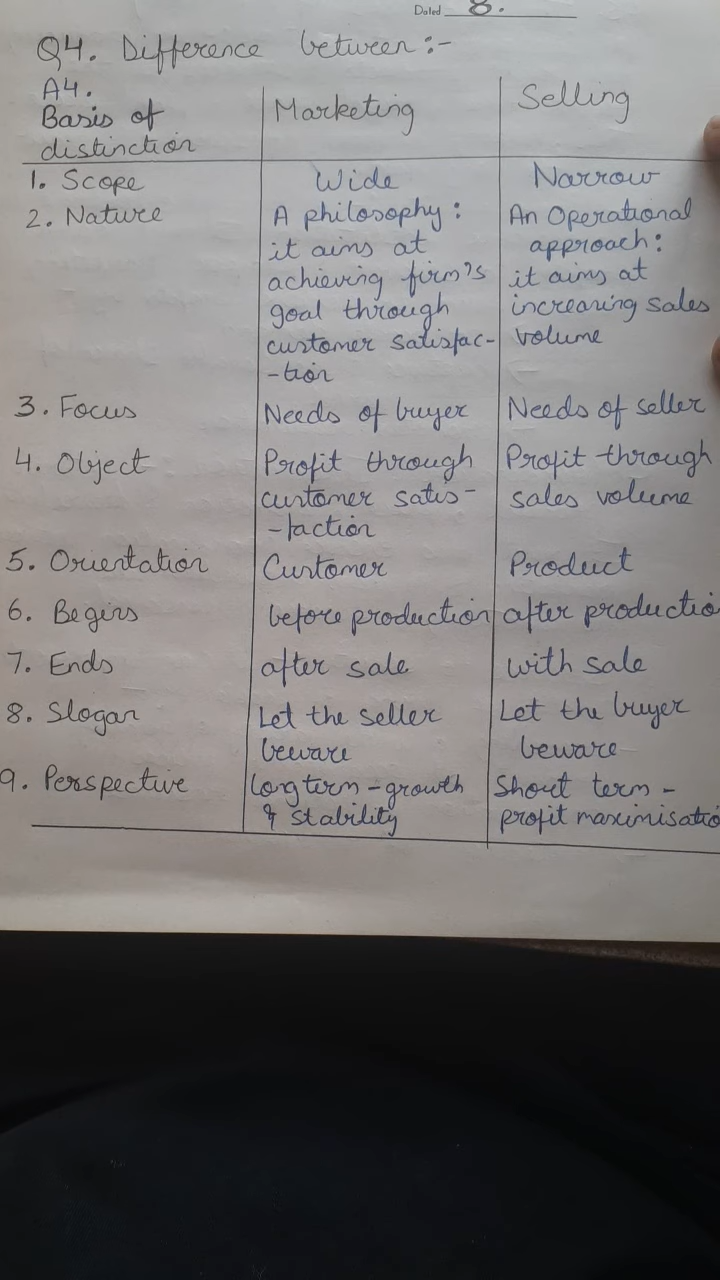 Dated 8.
Q4. Difference between :-
A4.
Basis of distinction | Marketing | Selling
1. Scope | Wide | Narrow
2. Nature | A philosophy : | An Operational
it aims at | approach :
achieving firm's | it aims at
goal through | increasing sales
customer satisfac- | volume
-tion
3. Focus | Needs of buyer | Needs of seller
4. Object | Profit through | Profit through
customer satis- | sales volume
-faction
5. Orientation | Customer | Product
6. Begins | before production | after productio
7. Ends | after sale | with sale
8. Slogan | Let the seller | Let the buyer
beware | beware
9. Perspective | long term - growth | Short term -
& stability | profit maximisatio